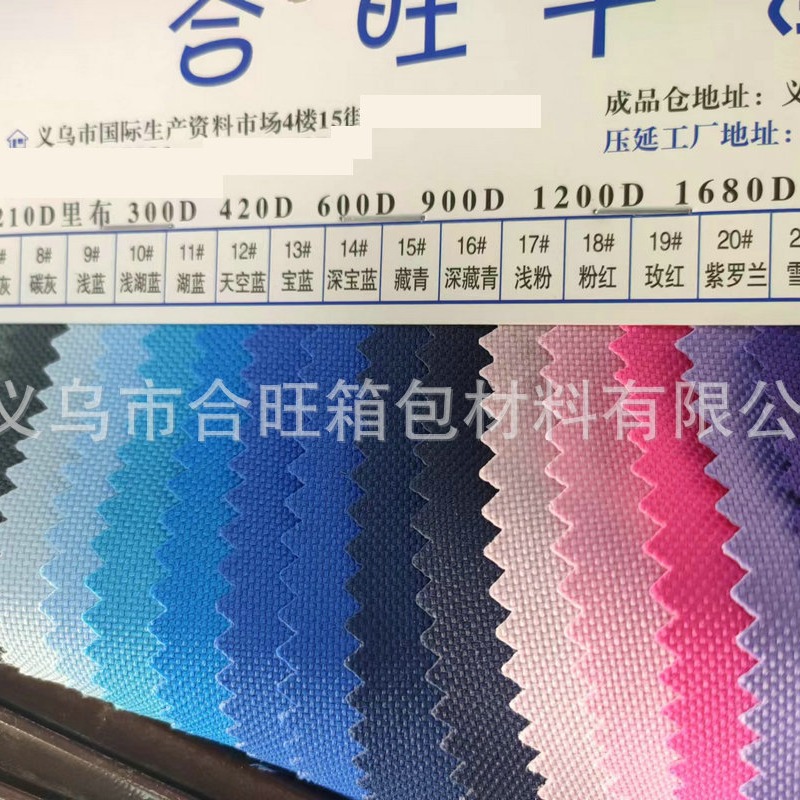 合旺
成品仓地址：义
义乌市国际生产资料市场4楼15街
压延工厂地址：
210D里布 300D 420D 600D 900D 1200D 1680D
8# 9# 10# 11# 12# 13# 14# 15# 16# 17# 18# 19# 20#
碳灰 浅蓝 浅湖蓝 湖蓝 天空蓝 宝蓝 深宝蓝 藏青 深藏青 浅粉 粉红 玫红 紫罗兰 雪
义乌市合旺箱包材料有限公